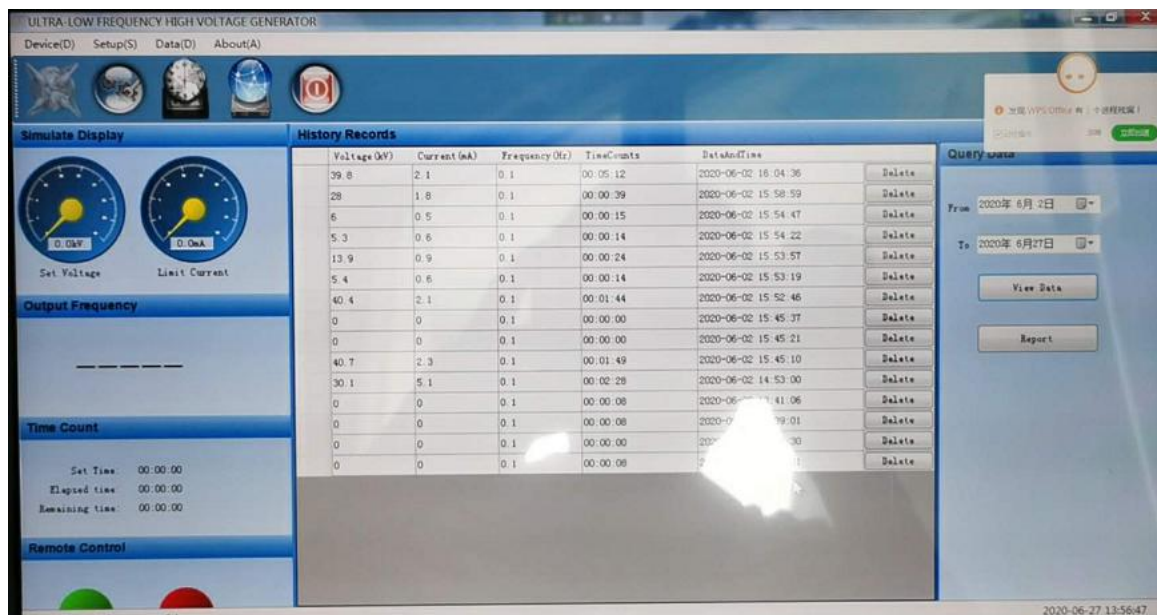 ULTRA-LOW FREQUENCY HIGH VOLTAGE GENERATOR
Device(D) Setup(S) Data(D) About(A)
Simulate Display
0.0kV 0.0mA
Set Voltage Limit Current
Output Frequency
-----
Time Count
Set Time: 00:00:00
Elapsed time: 00:00:00
Remaining time: 00:00:00
Remote Control
History Records
Voltage(kV) Current(mA) Frequency(Hz) TimeCounts DataAndTime
39.8 2.1 0.1 00:05:12 2020-06-02 16:04:36 Delete
28 1.8 0.1 00:00:39 2020-06-02 15:58:59 Delete
6 0.5 0.1 00:00:15 2020-06-02 15:54:47 Delete
5.3 0.6 0.1 00:00:14 2020-06-02 15:54:22 Delete
13.9 0.9 0.1 00:00:24 2020-06-02 15:53:57 Delete
5.4 0.6 0.1 00:00:14 2020-06-02 15:53:19 Delete
40.4 2.1 0.1 00:01:44 2020-06-02 15:52:46 Delete
0 0 0.1 00:00:00 2020-06-02 15:45:37 Delete
0 0 0.1 00:00:00 2020-06-02 15:45:21 Delete
40.7 2.3 0.1 00:01:49 2020-06-02 15:45:10 Delete
30.1 5.1 0.1 00:02:28 2020-06-02 14:53:00 Delete
0 0 0.1 00:00:08 41:06 Delete
0 0 0.1 00:00:08 Delete
0 0 0.1 00:00:00 Delete
0 0 0.1 00:00:08 Delete
发现 WPS Office 有
立即加速
Query Data
From 2020年 6月 2日
To 2020年 6月27日
View Data
Report
2020-06-27 13:56:47